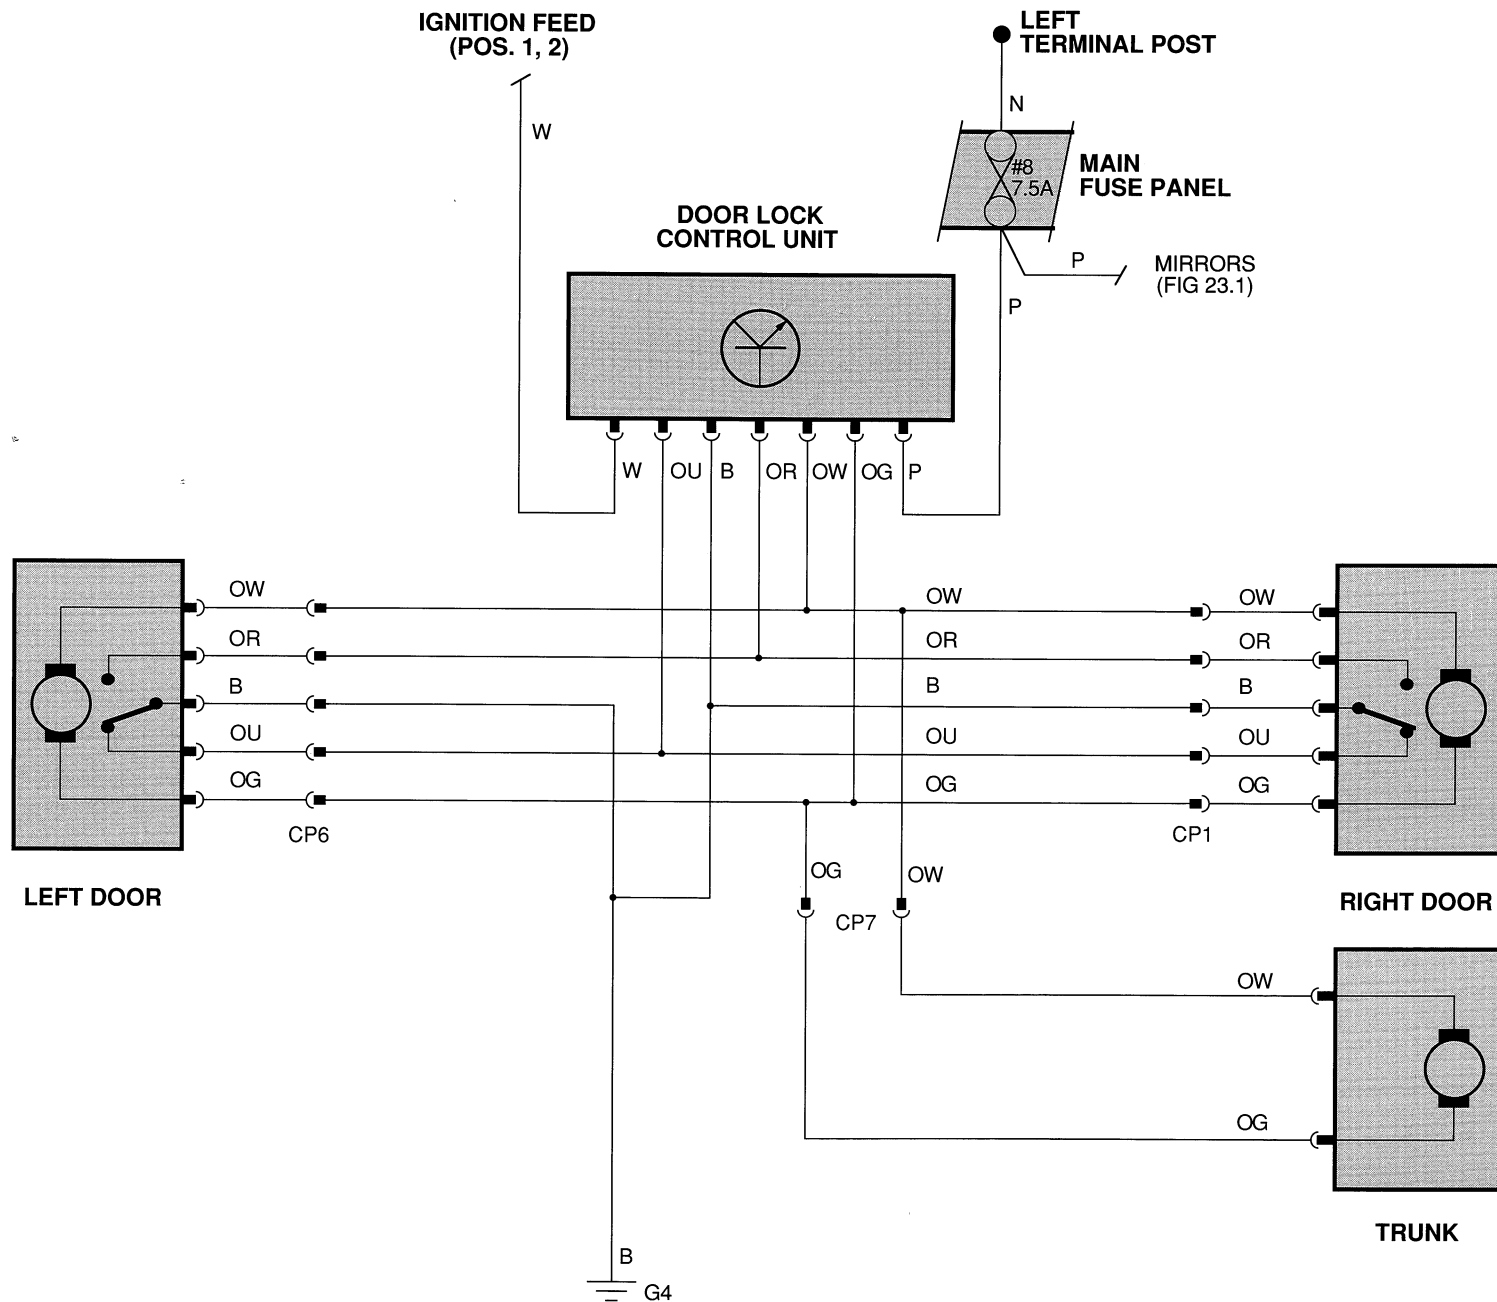 IGNITION FEED
(POS. 1, 2)
LEFT
TERMINAL POST
N
W
#8
7.5A
MAIN
FUSE PANEL
DOOR LOCK
CONTROL UNIT
P
MIRRORS
(FIG 23.1)
P
W
OU
B
OR
OW
OG
P
OW
OW
OW
OR
OR
OR
B
B
B
OU
OU
OU
OG
OG
OG
CP6
CP1
LEFT DOOR
OG
OW
RIGHT DOOR
CP7
OW
OG
TRUNK
B
G4